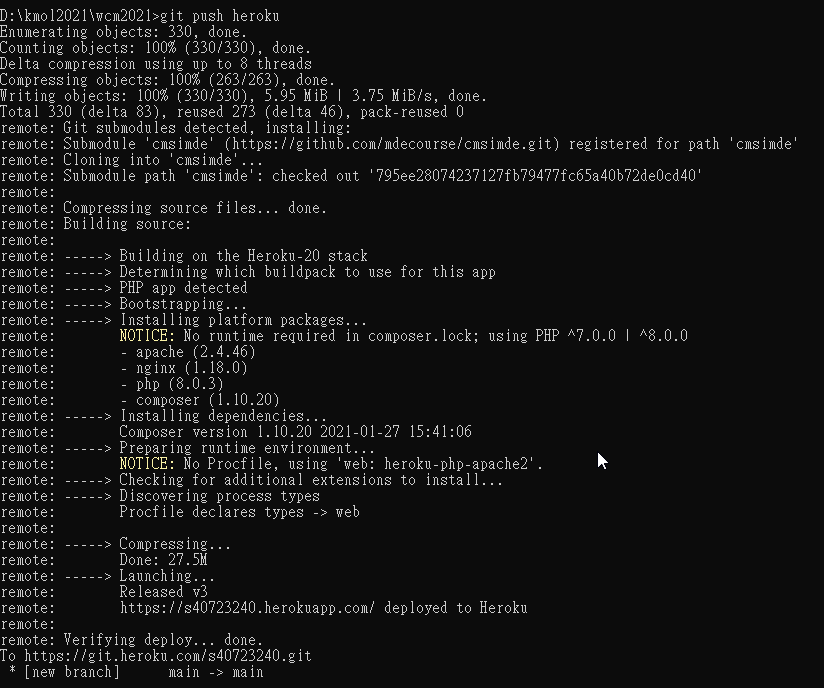 D:\kmol2021\wcm2021>git push heroku
Enumerating objects: 330, done.
Counting objects: 100% (330/330), done.
Delta compression using up to 8 threads
Compressing objects: 100% (263/263), done.
Writing objects: 100% (330/330), 5.95 MiB | 3.75 MiB/s, done.
Total 330 (delta 83), reused 273 (delta 46), pack-reused 0
remote: Git submodules detected, installing:
remote: Submodule 'cmsimde' (https://github.com/mdecourse/cmsimde.git) registered for path 'cmsimde'
remote: Cloning into 'cmsimde'...
remote: Submodule path 'cmsimde': checked out '795ee28074237127fb79477fc65a40b72de0cd40'
remote:
remote: Compressing source files... done.
remote: Building source:
remote:
remote: -----> Building on the Heroku-20 stack
remote: -----> Determining which buildpack to use for this app
remote: -----> PHP app detected
remote: -----> Bootstrapping...
remote: -----> Installing platform packages...
remote:        NOTICE: No runtime required in composer.lock; using PHP ^7.0.0 | ^8.0.0
remote:        - apache (2.4.46)
remote:        - nginx (1.18.0)
remote:        - php (8.0.3)
remote:        - composer (1.10.20)
remote: -----> Installing dependencies...
remote:        Composer version 1.10.20 2021-01-27 15:41:06
remote: -----> Preparing runtime environment...
remote:        NOTICE: No Procfile, using 'web: heroku-php-apache2'.
remote: -----> Checking for additional extensions to install...
remote: -----> Discovering process types
remote:        Procfile declares types -> web
remote:
remote: -----> Compressing...
remote:        Done: 27.5M
remote: -----> Launching...
remote:        Released v3
remote:        https://s40723240.herokuapp.com/ deployed to Heroku
remote:
remote: Verifying deploy... done.
To https://git.heroku.com/s40723240.git
 * [new branch]      main -> main